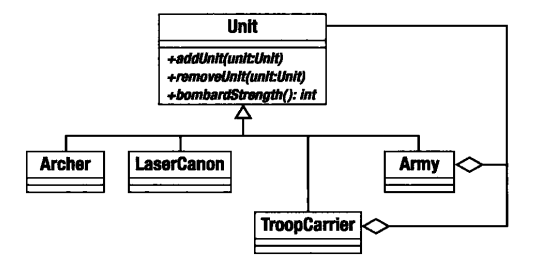 Unit
+addUnit(unit:Unit)
+removeUnit(unit:Unit)
+bombardStrength(): int
Archer
LaserCanon
Army
TroopCarrier